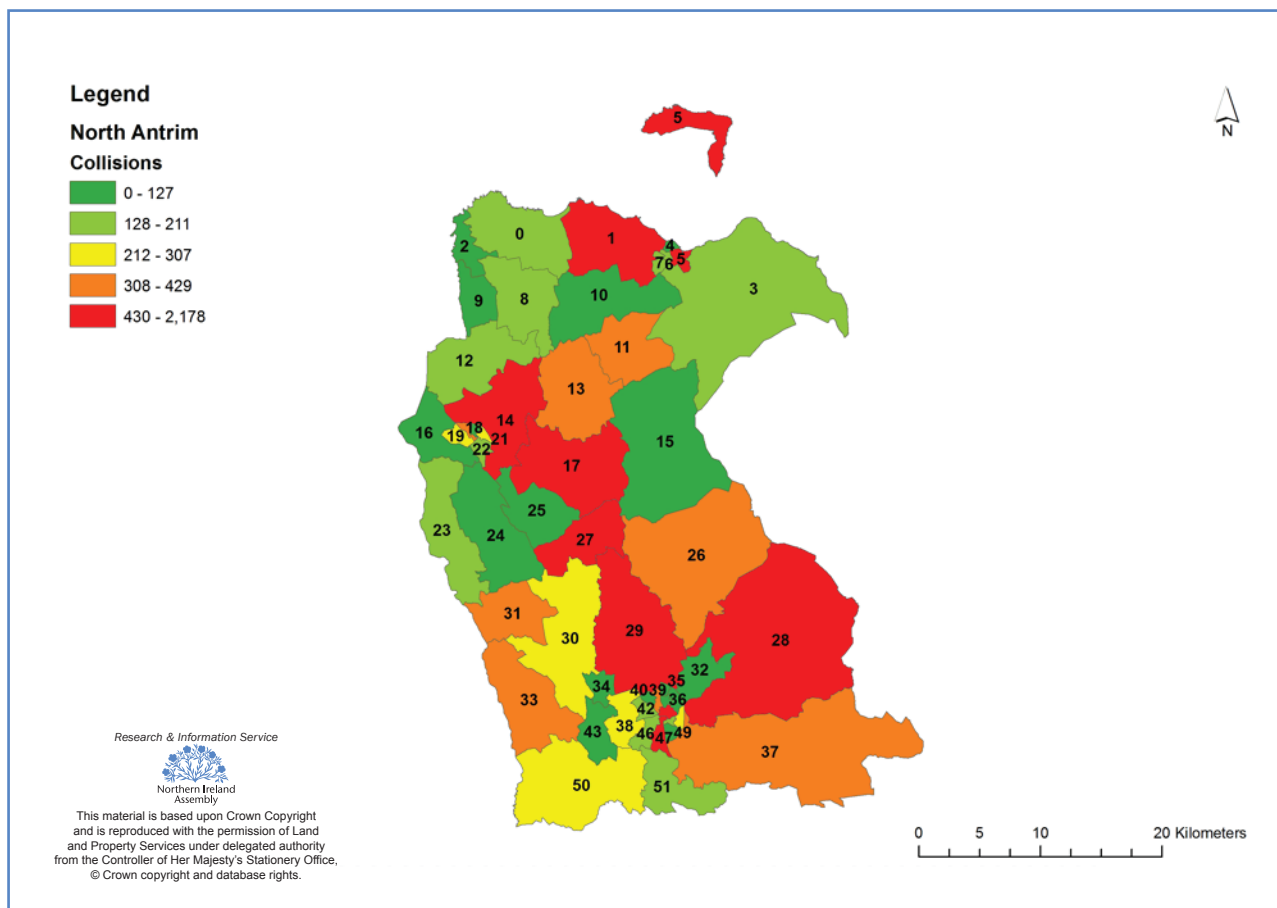 Legend
North Antrim
Collisions
0 - 127
128 - 211
212 - 307
308 - 429
430 - 2,178
N
5
0
1
2
4
7
6
5
3
9
8
10
11
12
13
14
15
16
18
19
21
22
17
23
24
25
27
26
31
30
29
28
32
33
34
35
40
39
36
42
43
38
46
47
49
37
50
51
Research & Information Service
Northern Ireland
Assembly
This material is based upon Crown Copyright
and is reproduced with the permission of Land
and Property Services under delegated authority
from the Controller of Her Majesty's Stationery Office,
© Crown copyright and database rights.
0 5 10 20 Kilometers